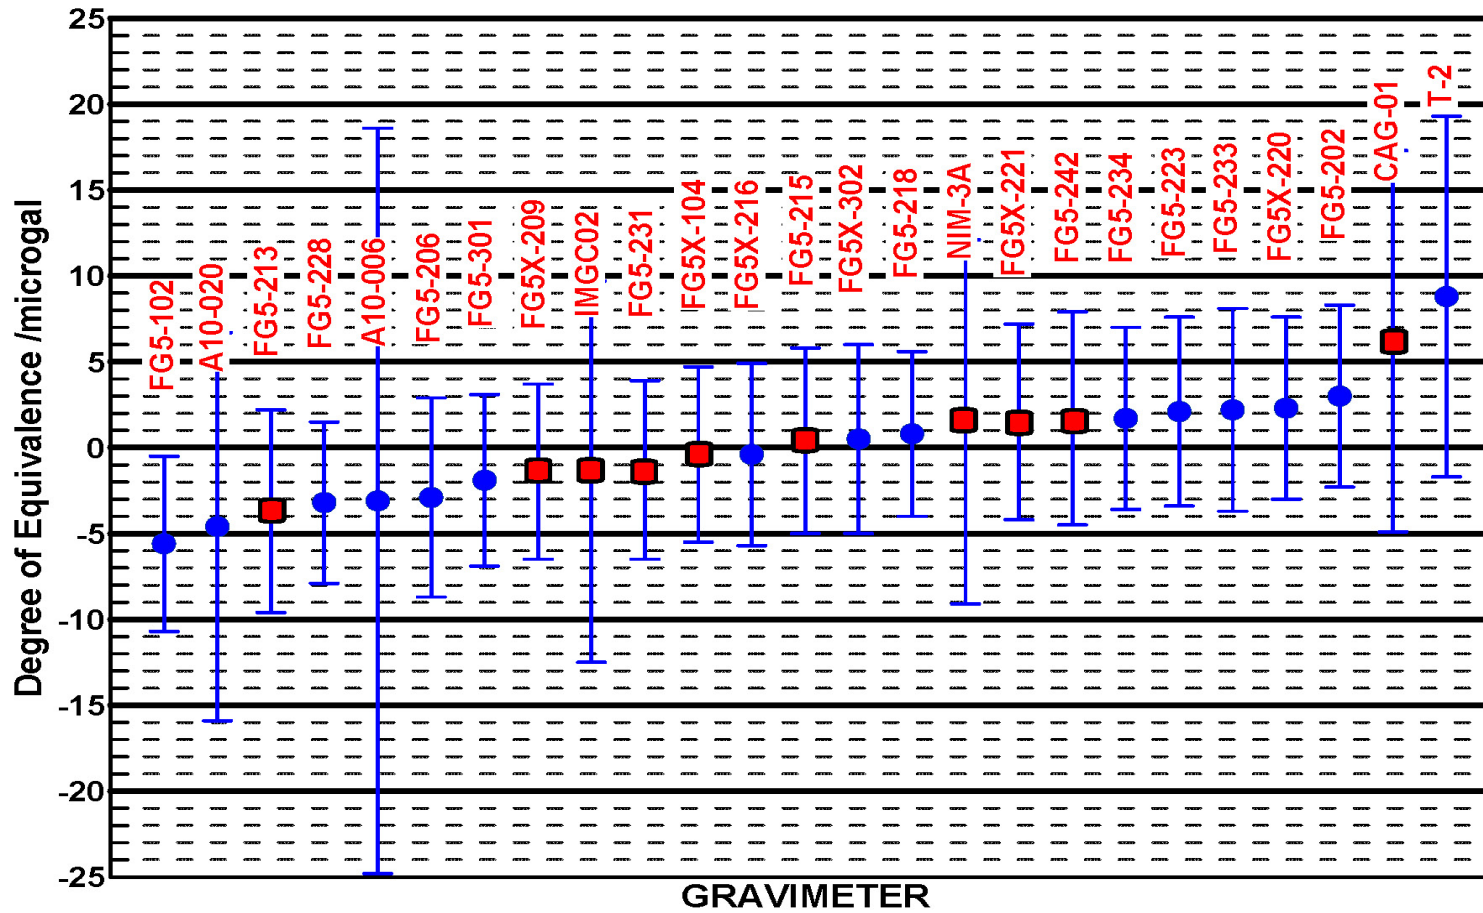 25
20
15
10
5
0
-5
-10
-15
-20
-25
Degree of Equivalence /microgal
FG5-102
A10-020
FG5-213
FG5-228
A10-006
FG5-206
FG5-301
FG5X-209
IMGC02
FG5-231
FG5X-104
FG5X-216
FG5-215
FG5X-302
FG5-218
NIM-3A
FG5X-221
FG5-242
FG5-234
FG5-223
FG5-233
FG5X-220
FG5-202
CAG-01
T-2
GRAVIMETER